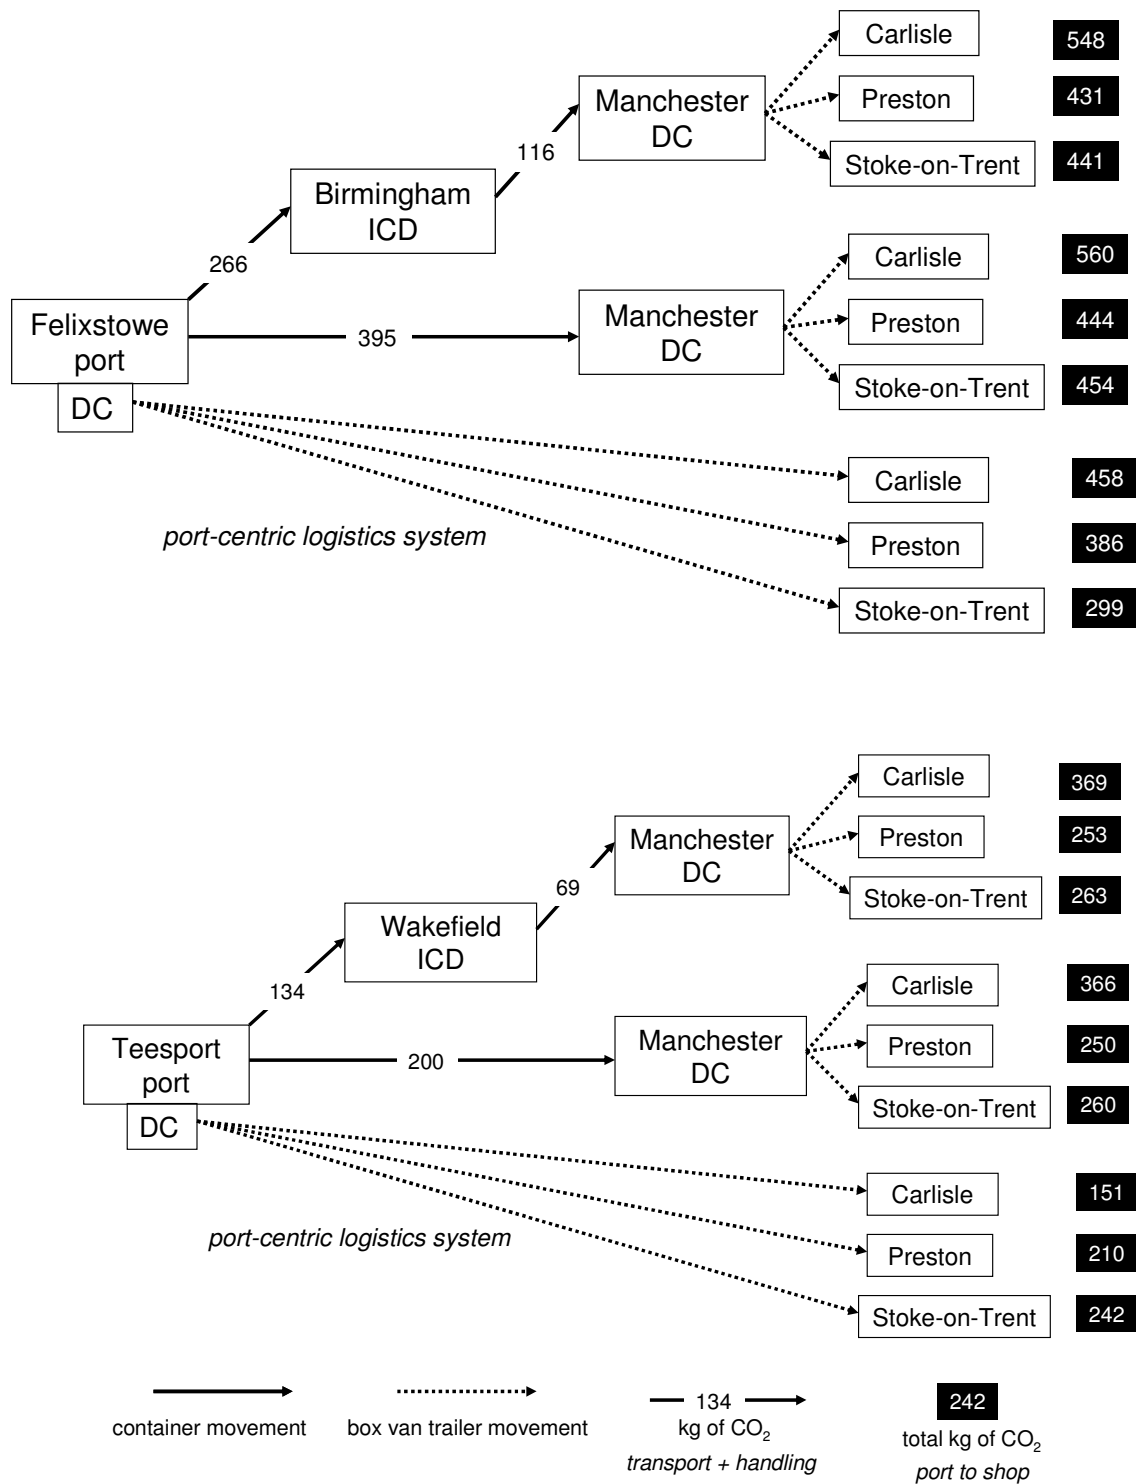 Carlisle
548
Manchester
DC
Preston
431
116
Stoke-on-Trent
441
Birmingham
ICD
266
Carlisle
560
Felixstowe
port
DC
395
Manchester
DC
Preston
444
Stoke-on-Trent
454
Carlisle
458
port-centric logistics system
Preston
386
Stoke-on-Trent
299
Carlisle
369
Manchester
DC
Preston
253
69
Stoke-on-Trent
263
Wakefield
ICD
134
Carlisle
366
Teesport
port
DC
200
Manchester
DC
Preston
250
Stoke-on-Trent
260
Carlisle
151
port-centric logistics system
Preston
210
Stoke-on-Trent
242
container movement
box van trailer movement
134
kg of CO2
transport + handling
242
total kg of CO2
port to shop